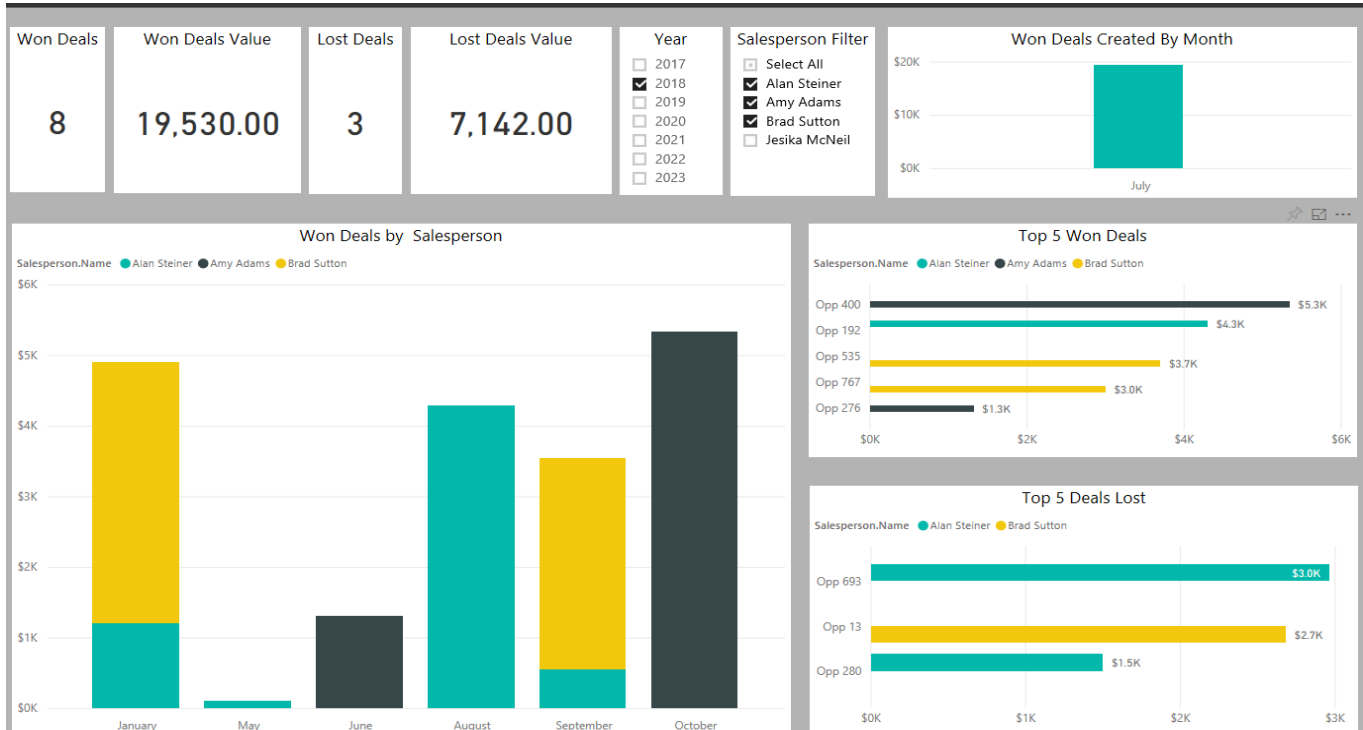 Won Deals
8
Won Deals Value
19,530.00
Lost Deals
3
Lost Deals Value
7,142.00
Year
2017
2018
2019
2020
2021
2022
2023
Salesperson Filter
Select All
Alan Steiner
Amy Adams
Brad Sutton
Jesika McNeil
Won Deals Created By Month
$20K
$10K
$0K
July
Won Deals by Salesperson
Salesperson.Name Alan Steiner Amy Adams Brad Sutton
$6K
$5K
$4K
$3K
$2K
$1K
$0K
January May June August September October
Top 5 Won Deals
Salesperson.Name Alan Steiner Amy Adams Brad Sutton
Opp 400 $5.3K
Opp 192 $4.3K
Opp 535 $3.7K
Opp 767 $3.0K
Opp 276 $1.3K
$0K $2K $4K $6K
Top 5 Deals Lost
Salesperson.Name Alan Steiner Brad Sutton
Opp 693 $3.0K
Opp 13 $2.7K
Opp 280 $1.5K
$0K $1K $2K $3K